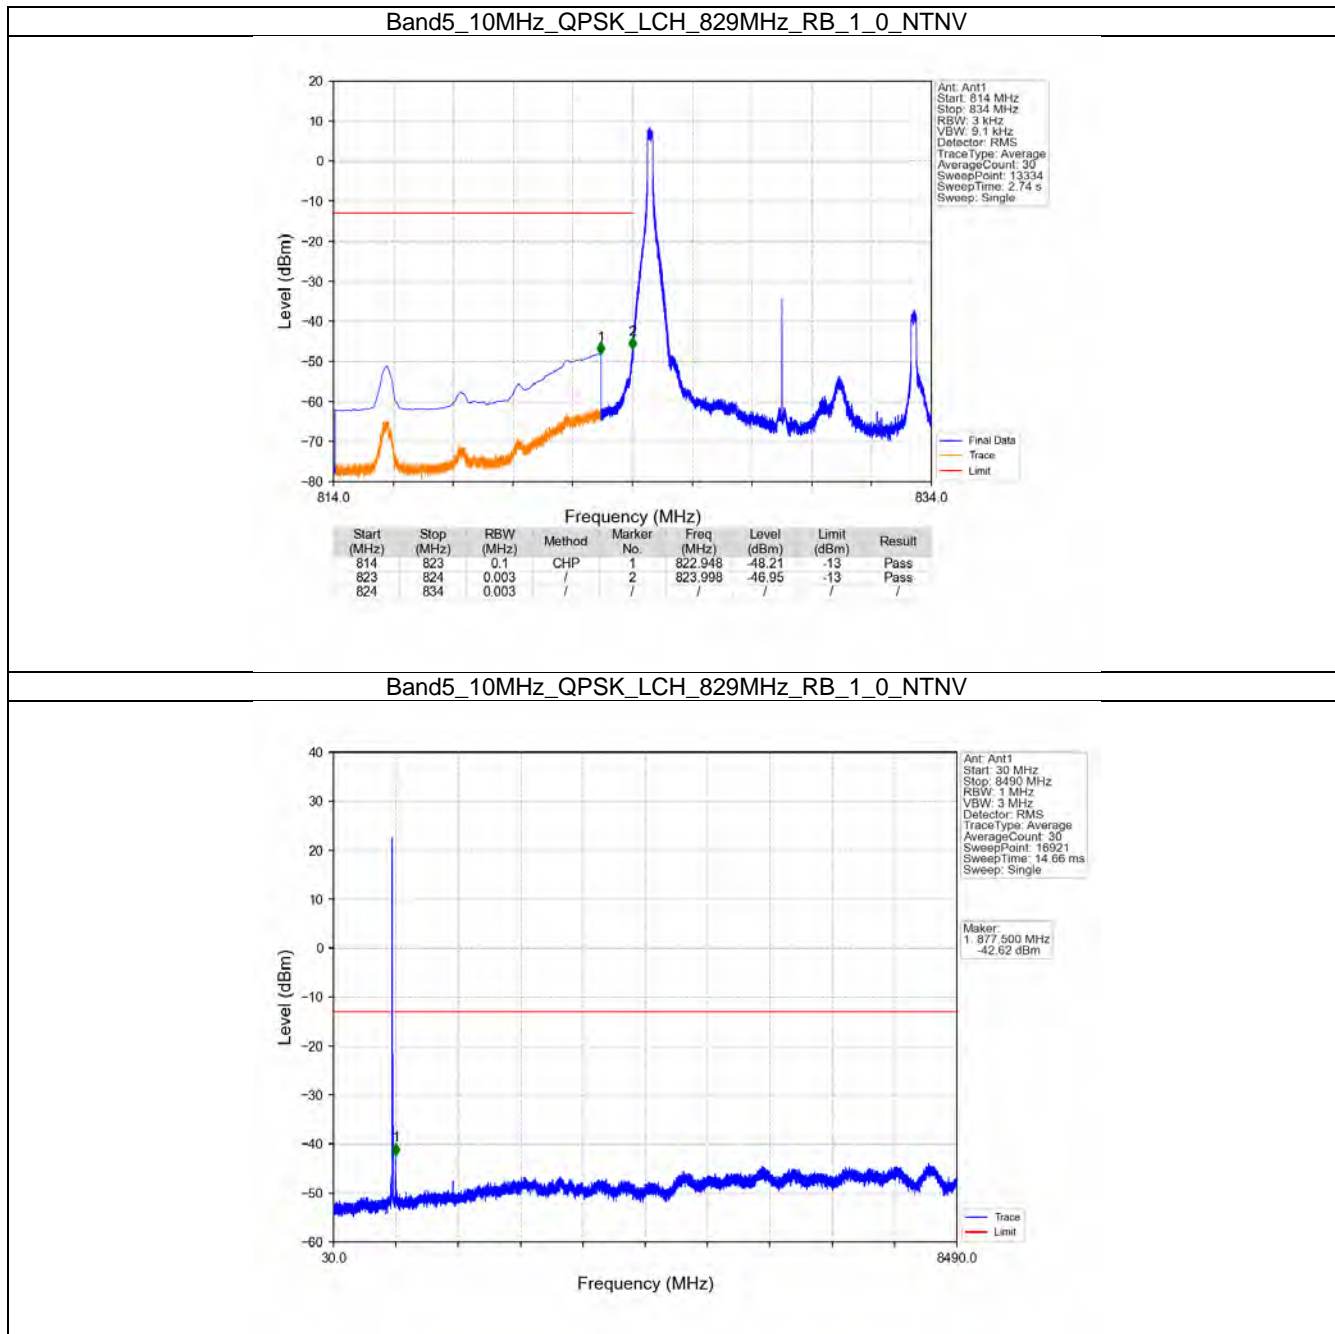 Band5_10MHz_QPSK_LCH_829MHz_RB_1_0_NTNV
20
10
0
−10
−20
−30
−40
−50
−60
−70
−80
Level (dBm)
1
2
814.0
834.0
Frequency (MHz)
Ant: Ant1
Start: 814 MHz
Stop: 834 MHz
RBW: 3 kHz
VBW: 9.1 kHz
Detector: RMS
TraceType: Average
AverageCount: 30
SweepPoint: 13334
SweepTime: 2.74 s
Sweep: Single
Final Data
Trace
Limit
Start (MHz) Stop (MHz) RBW (MHz) Method Marker No. Freq (MHz) Level (dBm) Limit (dBm) Result
814 823 0.1 CHP 1 822.948 -48.21 -13 Pass
823 824 0.003 / 2 823.998 -46.95 -13 Pass
824 834 0.003 / / / / / /
Band5_10MHz_QPSK_LCH_829MHz_RB_1_0_NTNV
40
30
20
10
0
−10
−20
−30
−40
−50
−60
Level (dBm)
1
30.0
8490.0
Frequency (MHz)
Ant: Ant1
Start: 30 MHz
Stop: 8490 MHz
RBW: 1 MHz
VBW: 3 MHz
Detector: RMS
TraceType: Average
AverageCount: 30
SweepPoint: 16921
SweepTime: 14.66 ms
Sweep: Single
Maker:
1. 877.500 MHz
-42.62 dBm
Trace
Limit